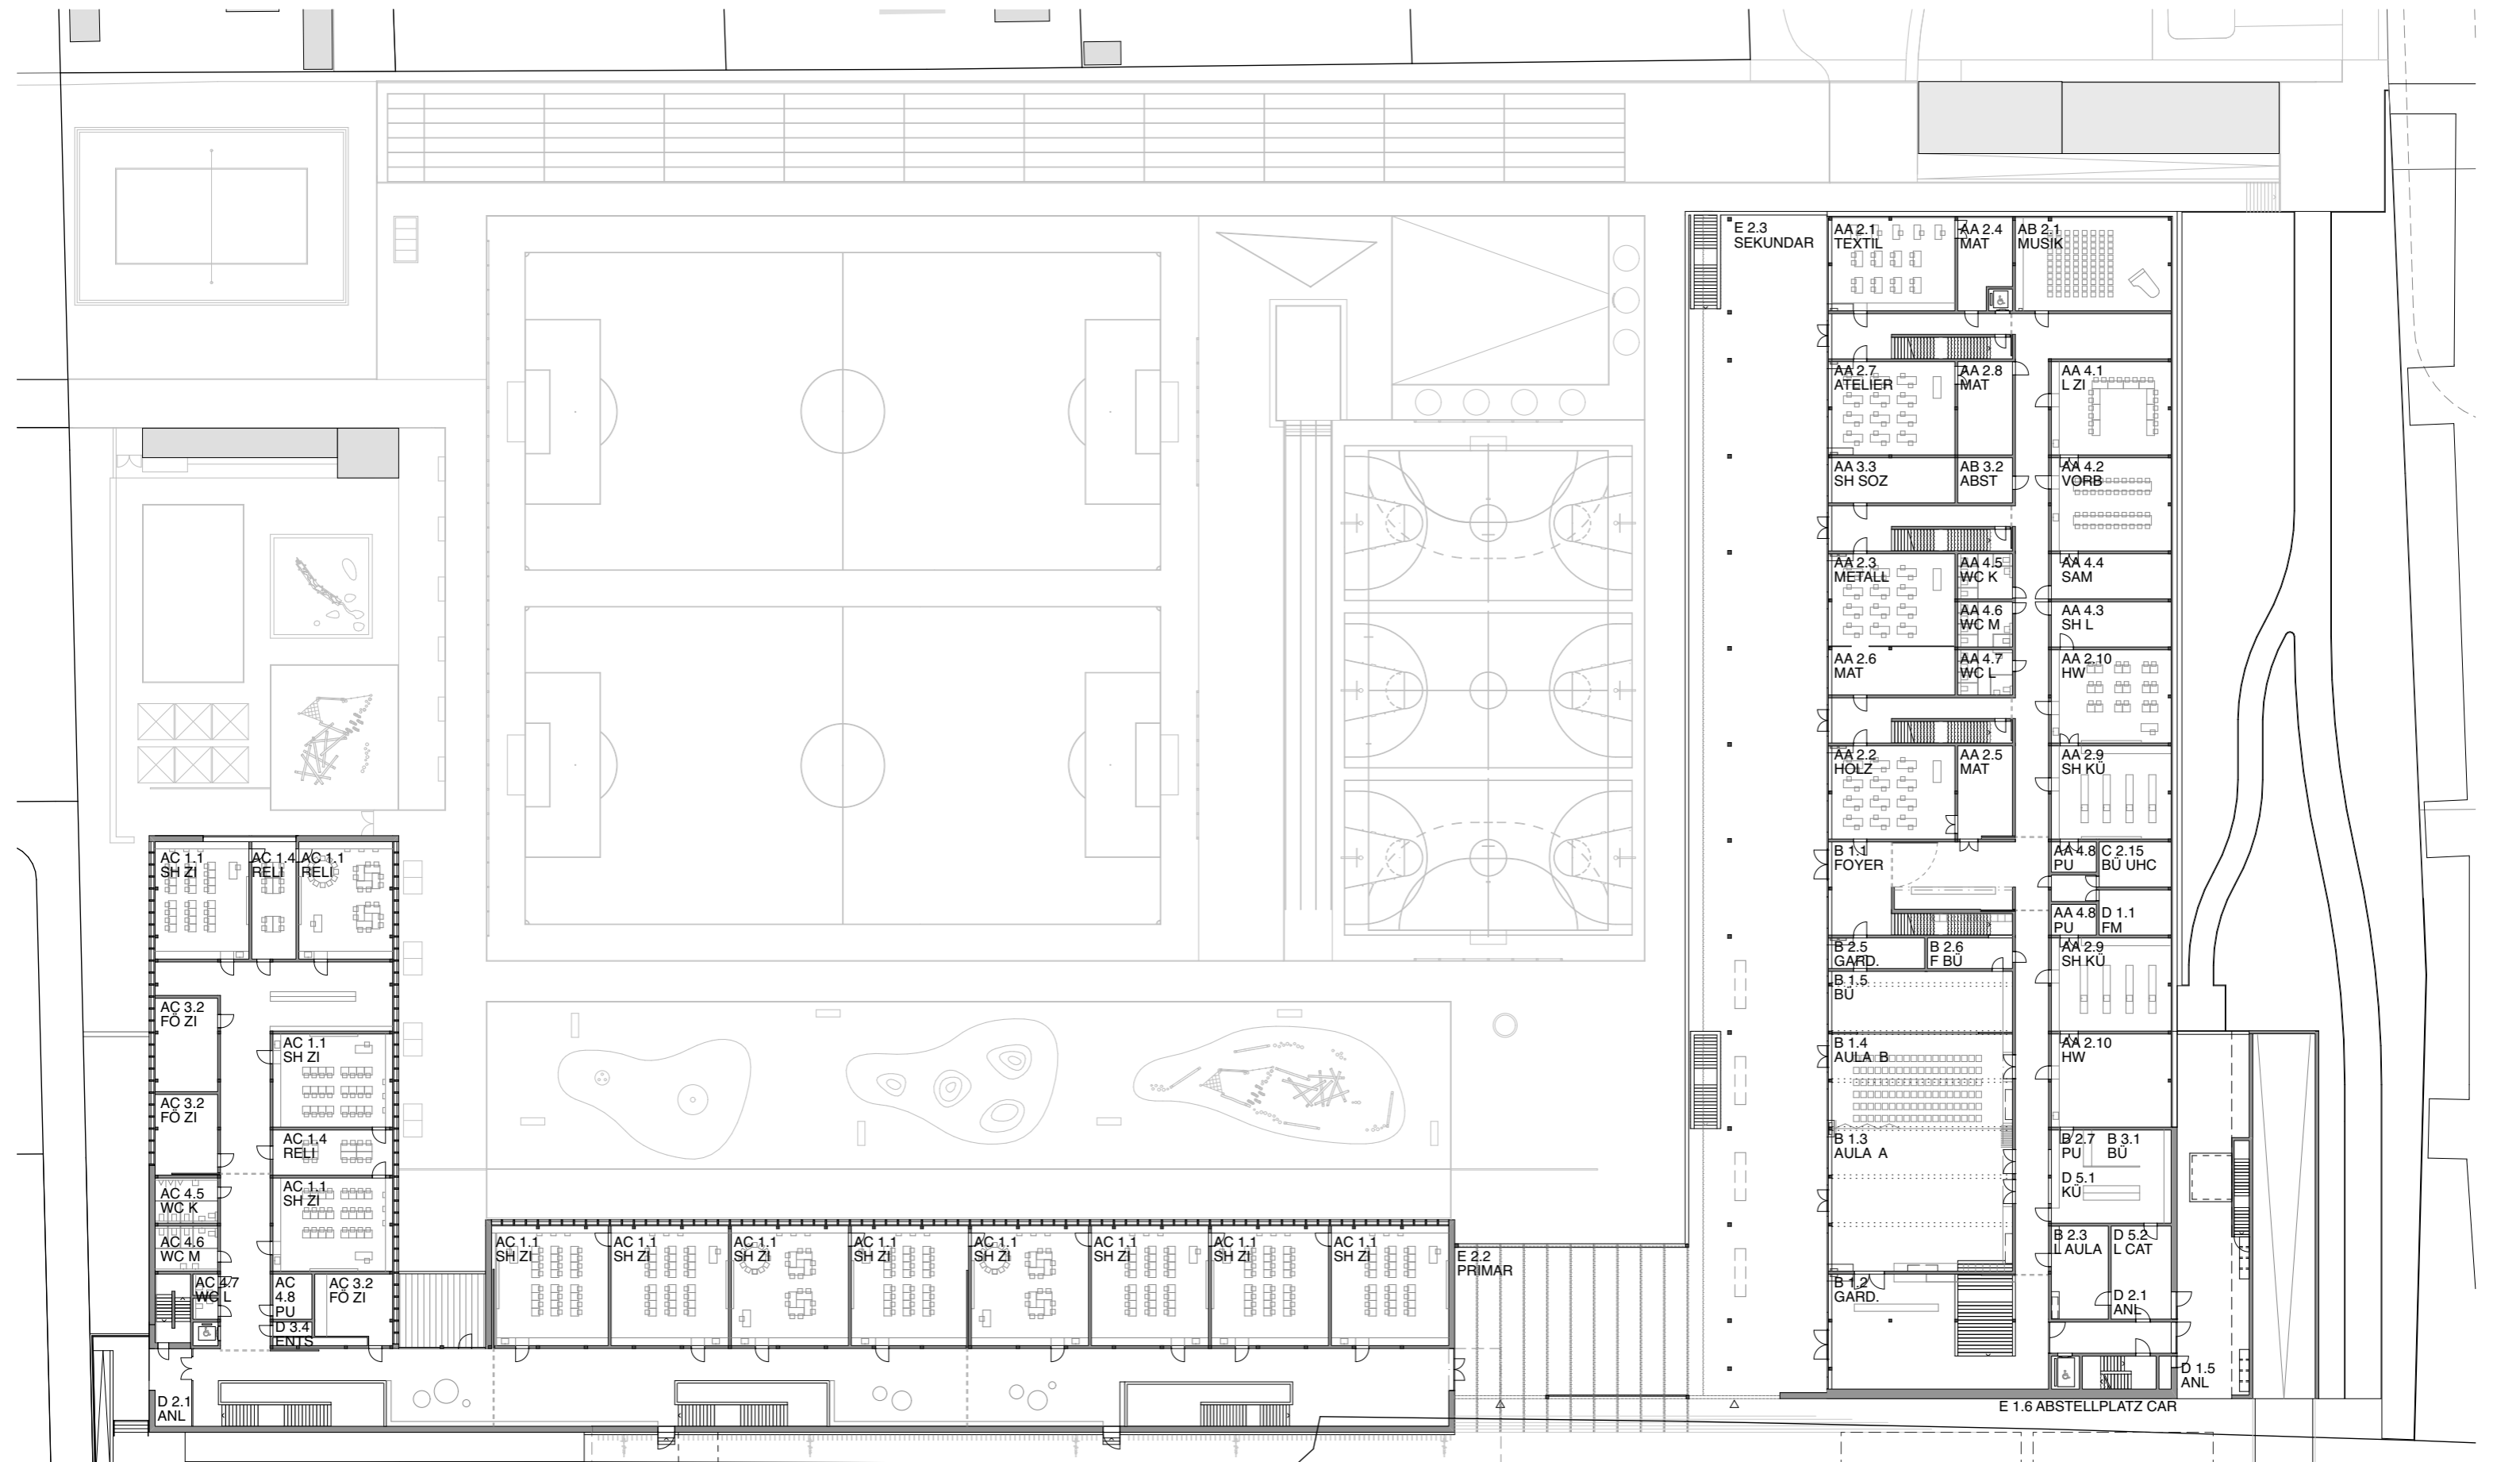 E 2.3
SEKUNDAR
AA 2.1
TEXTIL
AA 2.4
MAT
AB 2.1
MUSIK
AA 2.7
ATELIER
AA 2.8
MAT
AA 4.1
L ZI
AA 3.3
SH SOZ
AB 3.2
ABST
AA 4.2
VORB
AA 2.3
METALL
AA 4.5
WC K
AA 4.4
SAM
AA 4.6
WC M
AA 4.3
SH L
AA 2.6
MAT
AA 4.7
WC L
AA 2.10
HW
AA 2.2
HOLZ
AA 2.5
MAT
AA 2.9
SH KÜ
B 1.1
FOYER
AA 4.8
PU
C 2.15
BÜ UHC
AA 4.8
PU
D 1.1
FM
B 2.5
GARD.
B 2.6
F BÜ
AA 2.9
SH KÜ
B 1.5
BÜ
B 1.4
AULA B
AA 2.10
HW
B 1.3
AULA A
B 2.7
PU
B 3.1
BÜ
D 5.1
KÜ
B 2.3
L AULA
D 5.2
L CAT
B 1.2
GARD.
D 2.1
ANL
D 1.5
ANL
E 1.6 ABSTELLPLATZ CAR
AC 1.1
SH ZI
AC 1.4
RELI
AC 1.1
RELI
AC 3.2
FÖ ZI
AC 1.1
SH ZI
AC 3.2
FÖ ZI
AC 1.4
RELI
AC 4.5
WC K
AC 1.1
SH ZI
AC 4.6
WC M
AC 4.7
WC L
AC
4.8
PU
AC 3.2
FÖ ZI
D 3.4
ENTS
D 2.1
ANL
AC 1.1
SH ZI
AC 1.1
SH ZI
AC 1.1
SH ZI
AC 1.1
SH ZI
AC 1.1
SH ZI
AC 1.1
SH ZI
AC 1.1
SH ZI
AC 1.1
SH ZI
E 2.2
PRIMAR